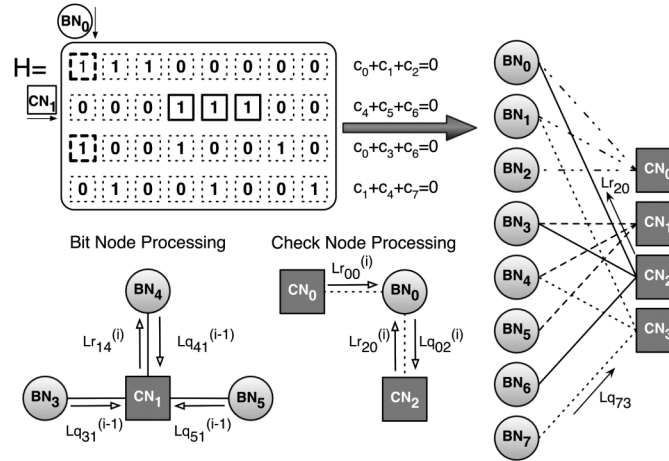 BN₀
H=
1 1 1 0 0 0 0 0 c₀+c₁+c₂=0
CN₁
0 0 0 1 1 1 0 0 c₄+c₅+c₆=0
1 0 0 1 0 0 1 0 c₀+c₃+c₆=0
0 1 0 0 1 0 0 1 c₁+c₄+c₇=0
Bit Node Processing
BN₄
Lr₁₄⁽ⁱ⁾ Lq₄₁⁽ⁱ⁻¹⁾
BN₃ CN₁ BN₅
Lq₃₁⁽ⁱ⁻¹⁾ Lq₅₁⁽ⁱ⁻¹⁾
Check Node Processing
Lr₀₀⁽ⁱ⁾
CN₀ BN₀
Lr₂₀⁽ⁱ⁾ Lq₀₂⁽ⁱ⁾
CN₂
BN₀
BN₁
BN₂
BN₃
BN₄
BN₅
BN₆
BN₇
CN₀
Lr₂₀
CN₁
CN₂
CN₃
Lq₇₃